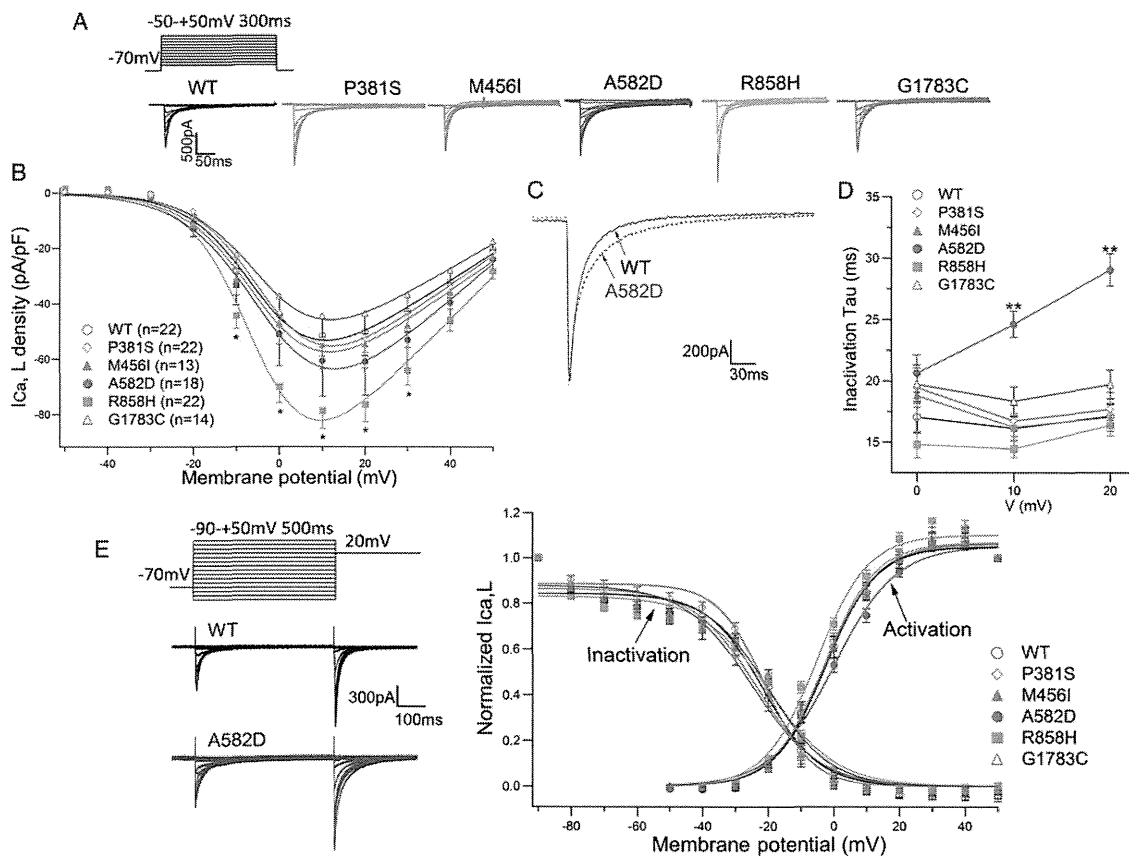 A
-50-+50mV 300ms
-70mV
WT
P381S
M456I
A582D
R858H
G1783C
500pA
50ms
B
ICa, L density (pA/pF)
0
-20
-40
-60
-80
WT (n=22)
P381S (n=22)
M456I (n=13)
A582D (n=18)
R858H (n=22)
G1783C (n=14)
*
*
*
*
*
-40
-20
0
20
40
Membrane potential (mV)
C
WT
A582D
200pA
30ms
D
Inactivation Tau (ms)
35
30
25
20
15
WT
P381S
M456I
A582D
R858H
G1783C
**
**
0
10
20
V (mV)
E
-90-+50mV 500ms
20mV
-70mV
WT
300pA
100ms
A582D
Normalized Ica,L
1.2
1.0
0.8
0.6
0.4
0.2
0.0
Inactivation
Activation
WT
P381S
M456I
A582D
R858H
G1783C
-80
-60
-40
-20
0
20
40
Membrane potential (mV)